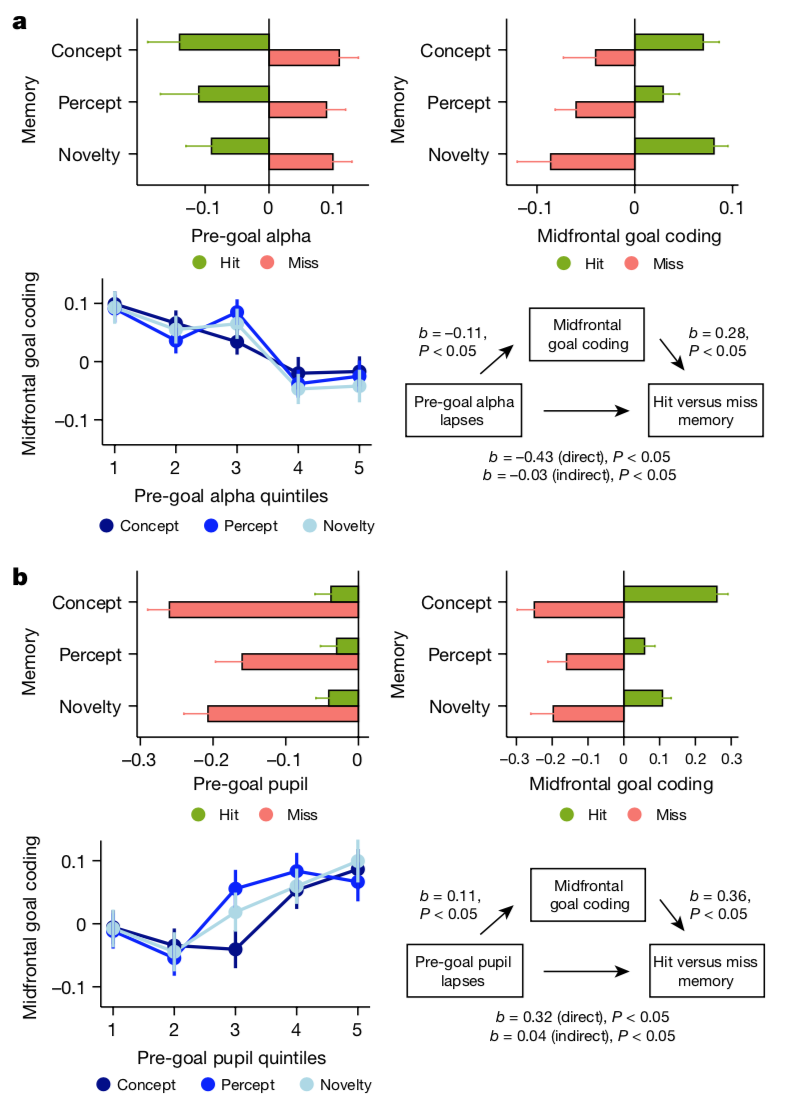 a
Memory
Concept
Percept
Novelty
−0.1 0 0.1
Pre-goal alpha
Hit Miss
Memory
Concept
Percept
Novelty
−0.1 0 0.1
Midfrontal goal coding
Hit Miss
Midfrontal goal coding
0.1
0
−0.1
1 2 3 4 5
Pre-goal alpha quintiles
Concept Percept Novelty
b = −0.11,
P < 0.05
Midfrontal
goal coding
b = 0.28,
P < 0.05
Pre-goal alpha
lapses
Hit versus miss
memory
b = −0.43 (direct), P < 0.05
b = −0.03 (indirect), P < 0.05
b
Memory
Concept
Percept
Novelty
−0.3 −0.2 −0.1 0
Pre-goal pupil
Hit Miss
Memory
Concept
Percept
Novelty
−0.3 −0.2 −0.1 0 0.1 0.2 0.3
Midfrontal goal coding
Hit Miss
Midfrontal goal coding
0.1
0
−0.1
1 2 3 4 5
Pre-goal pupil quintiles
Concept Percept Novelty
b = 0.11,
P < 0.05
Midfrontal
goal coding
b = 0.36,
P < 0.05
Pre-goal pupil
lapses
Hit versus miss
memory
b = 0.32 (direct), P < 0.05
b = 0.04 (indirect), P < 0.05